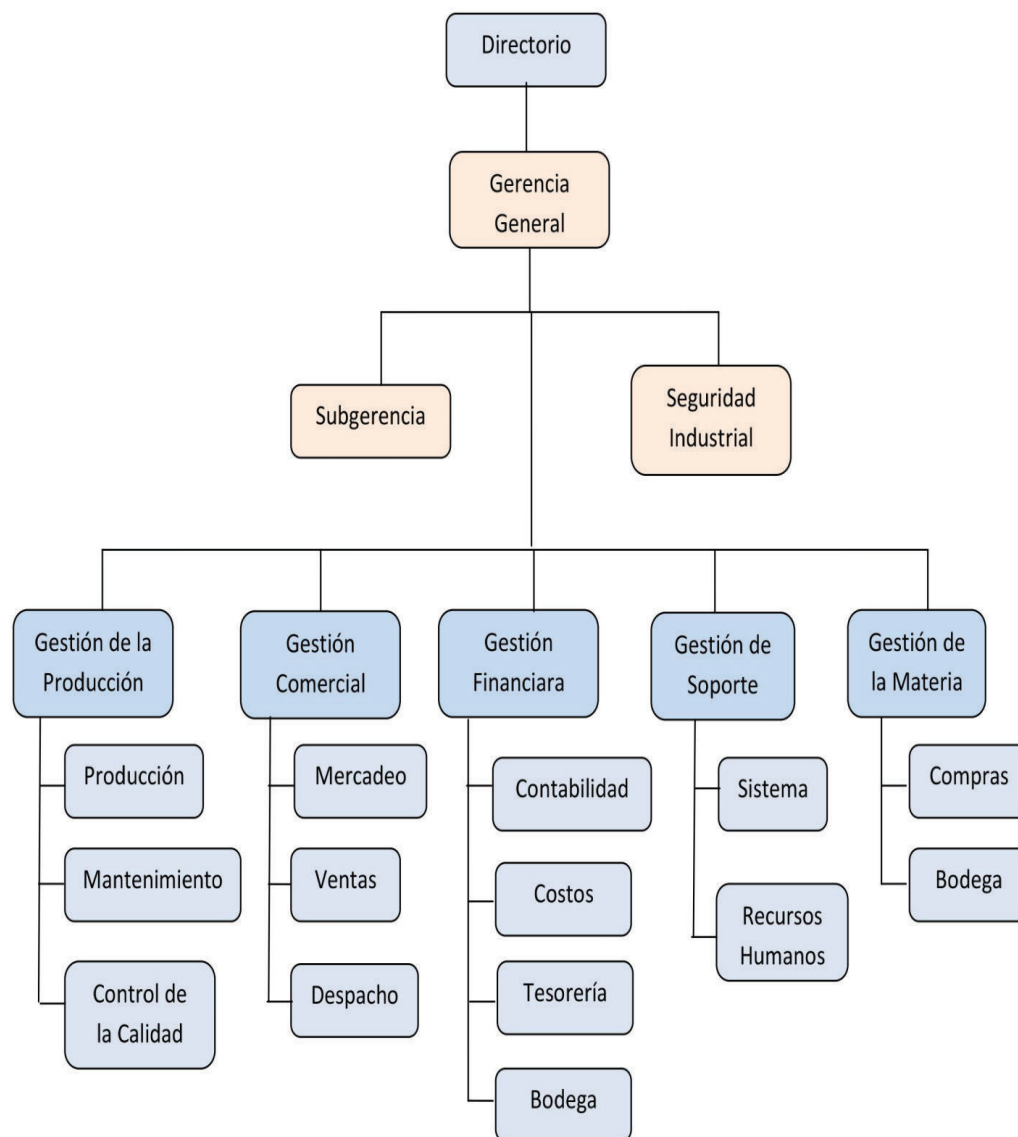 Directorio
Gerencia
General
Subgerencia
Seguridad
Industrial
Gestión de la
Producción
Gestión
Comercial
Gestión
Financiara
Gestión de
Soporte
Gestión de
la Materia
Producción
Mantenimiento
Control de
la Calidad
Mercadeo
Ventas
Despacho
Contabilidad
Costos
Tesorería
Bodega
Sistema
Recursos
Humanos
Compras
Bodega